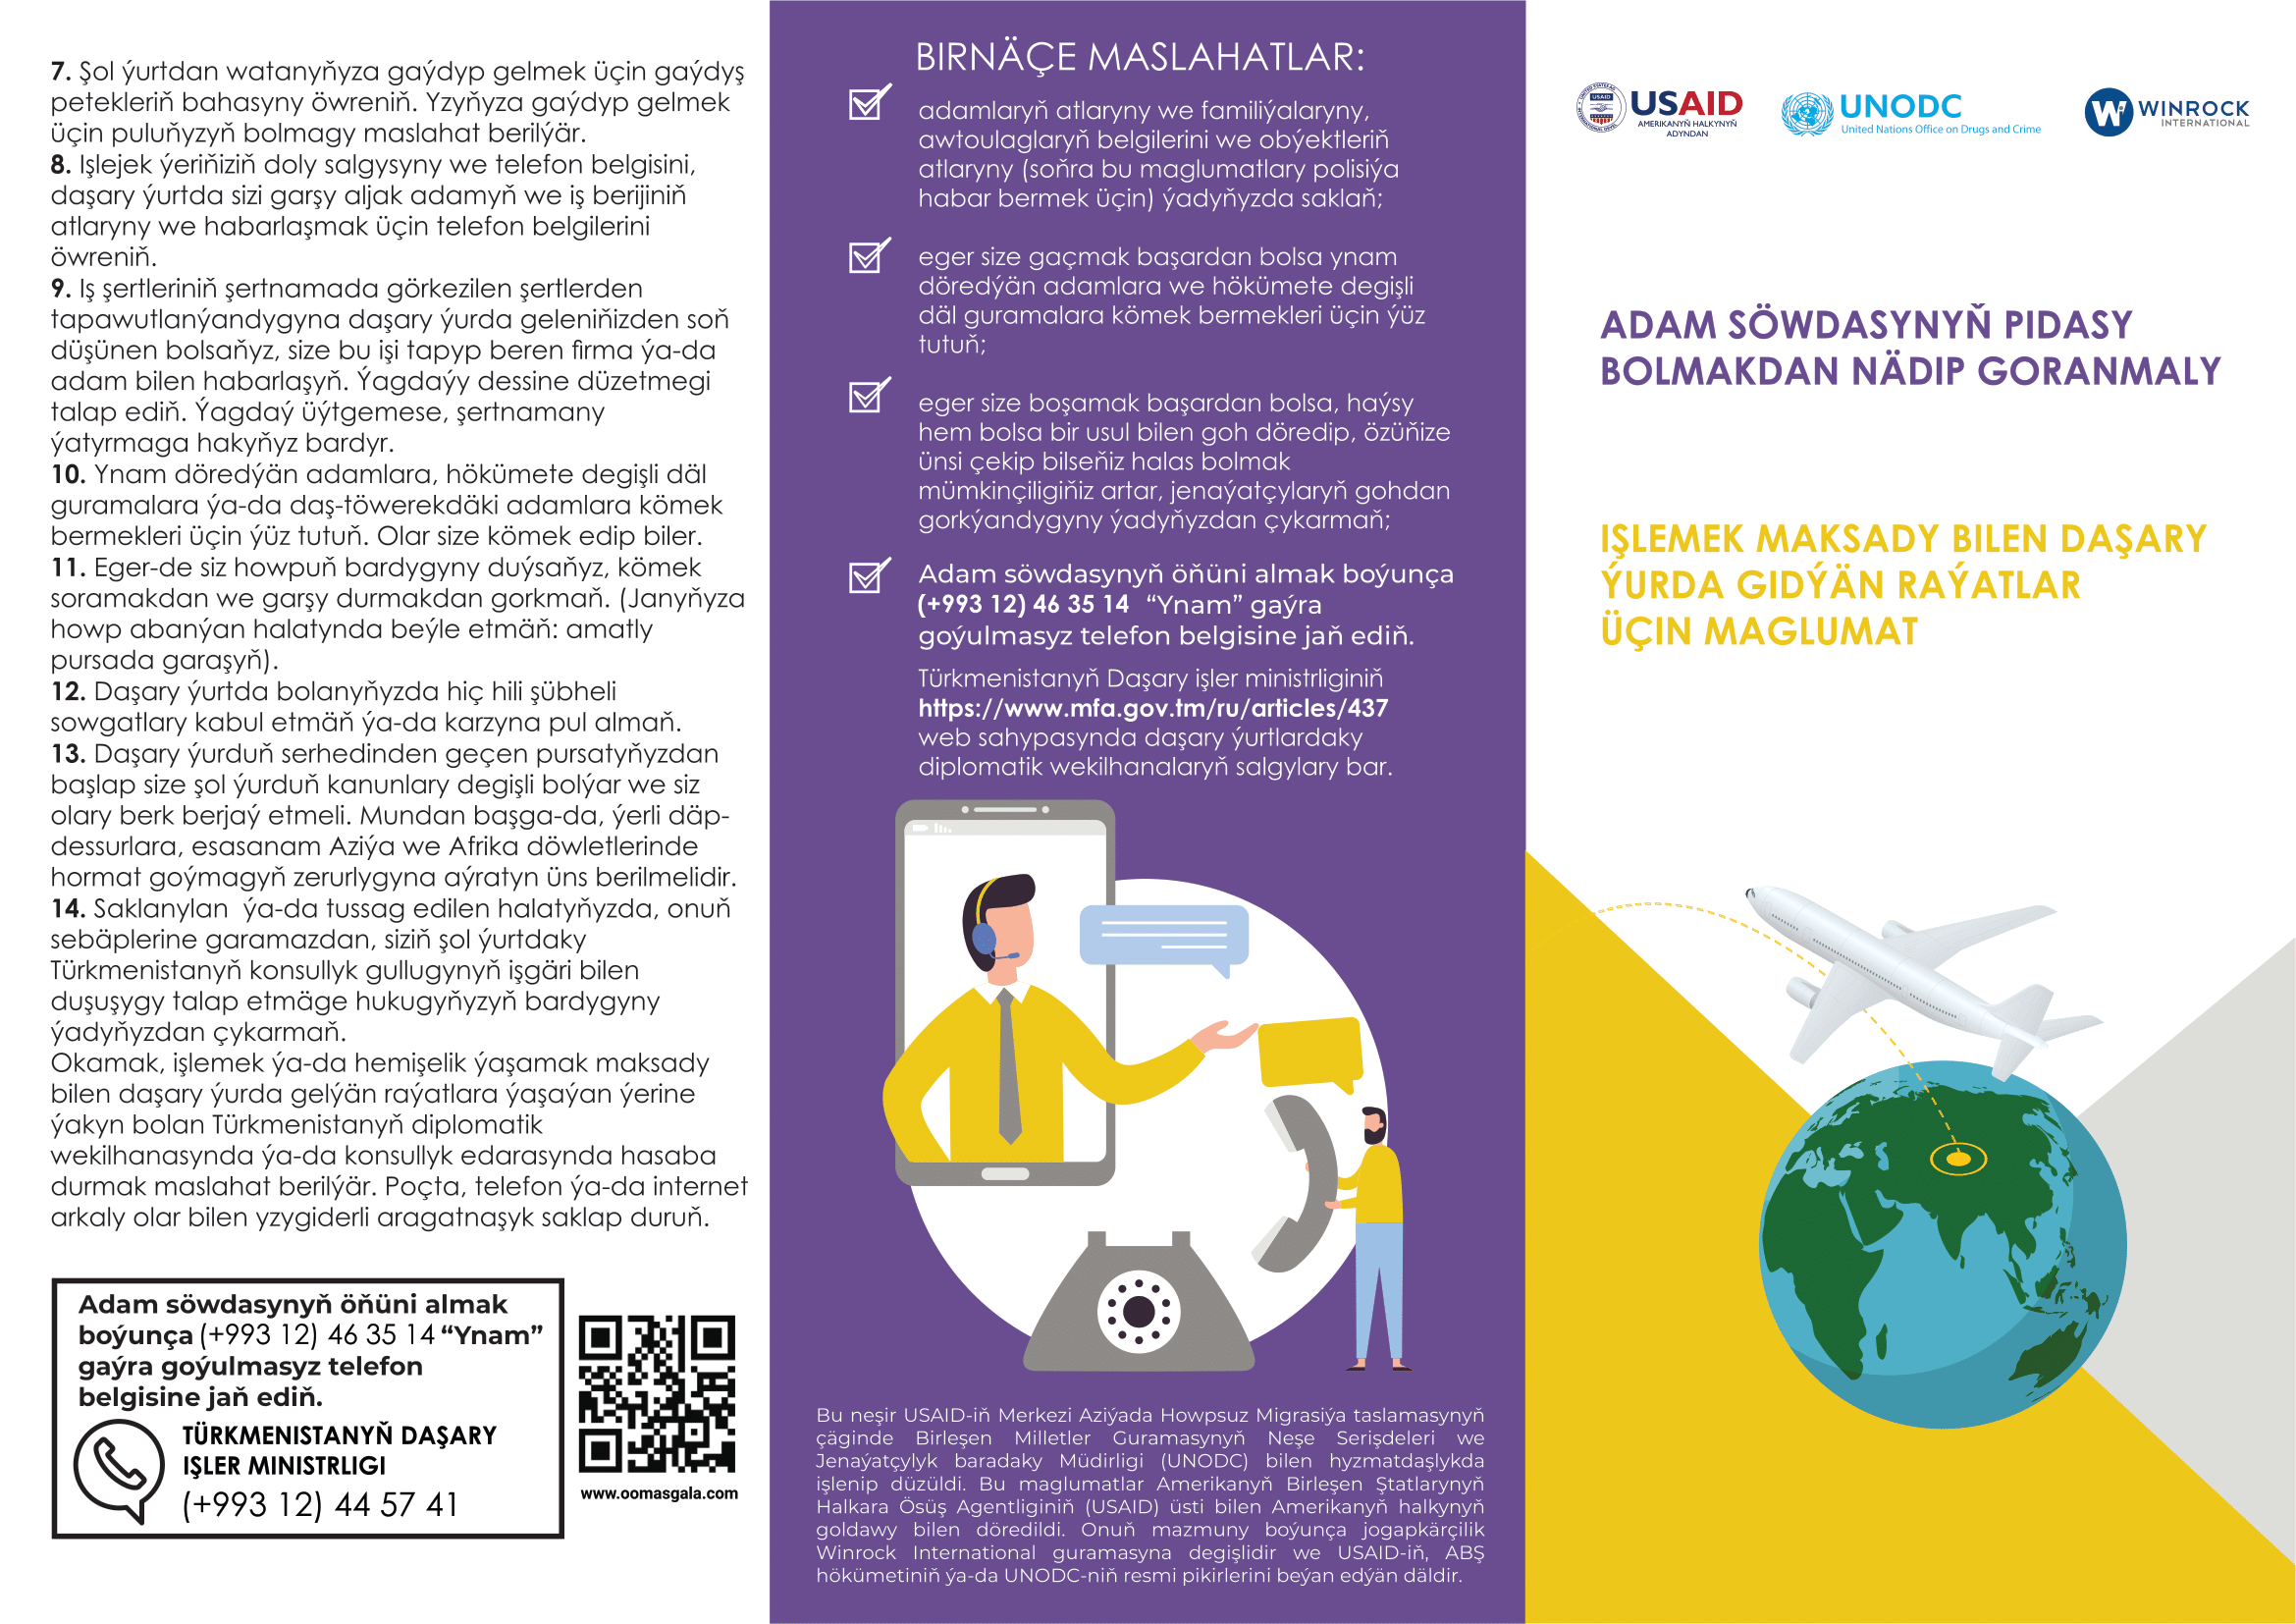 7. Şol ýurtdan watanyňyza gaýdyp gelmek üçin gaýdyş
petekleriň bahasyny öwreniň. Yzyňyza gaýdyp gelmek
üçin puluňyzyň bolmagy maslahat berilýär.
8. Işlejek ýeriňiziň doly salgysyny we telefon belgisini,
daşary ýurtda sizi garşy aljak adamyň we iş berijiniň
atlaryny we habarlaşmak üçin telefon belgilerini
öwreniň.
9. Iş şertleriniň şertnamada görkezilen şertlerden
tapawutlanýandygyna daşary ýurda geleniňizden soň
düşünen bolsaňyz, size bu işi tapyp beren firma ýa-da
adam bilen habarlaşyň. Ýagdaýy dessine düzetmegi
talap ediň. Ýagdaý üýtgemese, şertnamany
ýatyrmaga hakyňyz bardyr.
10. Ynam döredýän adamlara, hökümete degişli däl
guramalara ýa-da daş-töwerekdäki adamlara kömek
bermekleri üçin ýüz tutuň. Olar size kömek edip biler.
11. Eger-de siz howpuň bardygyny duýsaňyz, kömek
soramakdan we garşy durmakdan gorkmaň. (Janyňyza
howp abanýan halatynda beýle etmäň: amatly
pursada garaşyň).
12. Daşary ýurtda bolanyňyzda hiç hili şübheli
sowgatlary kabul etmäň ýa-da karzyna pul almaň.
13. Daşary ýurduň serhedinden geçen pursatyňyzdan
başlap size şol ýurduň kanunlary degişli bolýar we siz
olary berk berjaý etmeli. Mundan başga-da, ýerli däp-
dessurlara, esasanam Aziýa we Afrika döwletlerinde
hormat goýmagyň zerurlygyna aýratyn üns berilmelidir.
14. Saklanylan ýa-da tussag edilen halatyňyzda, onuň
sebäplerine garamazdan, siziň şol ýurtdaky
Türkmenistanyň konsullyk gullugynyň işgäri bilen
duşuşygy talap etmäge hukugyňyzyň bardygyny
ýadyňyzdan çykarmaň.
Okamak, işlemek ýa-da hemişelik ýaşamak maksady
bilen daşary ýurda gelýän raýatlara ýaşaýan ýerine
ýakyn bolan Türkmenistanyň diplomatik
wekilhanasynda ýa-da konsullyk edarasynda hasaba
durmak maslahat berilýär. Poçta, telefon ýa-da internet
arkaly olar bilen yzygiderli aragatnaşyk saklap duruň.
Adam söwdasynyň öňüni almak
boýunça (+993 12) 46 35 14 “Ynam”
gaýra goýulmasyz telefon
belgisine jaň ediň.
TÜRKMENISTANYŇ DAŞARY
IŞLER MINISTRLIGI
(+993 12) 44 57 41
www.oomasgala.com
BIRNÄÇE MASLAHATLAR:
adamlaryň atlaryny we familiýalaryny,
awtoulaglaryň belgilerini we obýektleriň
atlaryny (soňra bu maglumatlary polisiýa
habar bermek üçin) ýadyňyzda saklaň;
eger size gaçmak başardan bolsa ynam
döredýän adamlara we hökümete degişli
däl guramalara kömek bermekleri üçin ýüz
tutuň;
eger size boşamak başardan bolsa, haýsy
hem bolsa bir usul bilen goh döredip, özüňize
ünsi çekip bilseňiz halas bolmak
mümkinçiligiňiz artar, jenaýatçylaryň gohdan
gorkýandygyny ýadyňyzdan çykarmaň;
Adam söwdasynyň öňüni almak boýunça
(+993 12) 46 35 14 “Ynam” gaýra
goýulmasyz telefon belgisine jaň ediň.
Türkmenistanyň Daşary işler ministrliginiň
https://www.mfa.gov.tm/ru/articles/437
web sahypasynda daşary ýurtlardaky
diplomatik wekilhanalaryň salgylary bar.
Bu neşir USAID-iň Merkezi Aziýada Howpsuz Migrasiýa taslamasynyň
çäginde Birleşen Milletler Guramasynyň Neşe Serişdeleri we
Jenaýatçylyk baradaky Müdirligi (UNODC) bilen hyzmatdaşlykda
işlenip düzüldi. Bu maglumatlar Amerikanyň Birleşen Ştatlarynyň
Halkara Ösüş Agentliginiň (USAID) üsti bilen Amerikanyň halkynyň
goldawy bilen döredildi. Onuň mazmuny boýunça jogapkärçilik
Winrock International guramasyna degişlidir we USAID-iň, ABŞ
hökümetiniň ýa-da UNODC-niň resmi pikirlerini beýan edýän däldir.
USAID
AMERIKANYŇ HALKYNYŇ
ADYNDAN
UNODC
United Nations Office on Drugs and Crime
WINROCK
INTERNATIONAL
ADAM SÖWDASYNYŇ PIDASY
BOLMAKDAN NÄDIP GORANMALY
IŞLEMEK MAKSADY BILEN DAŞARY
ÝURDA GIDÝÄN RAÝATLAR
ÜÇIN MAGLUMAT